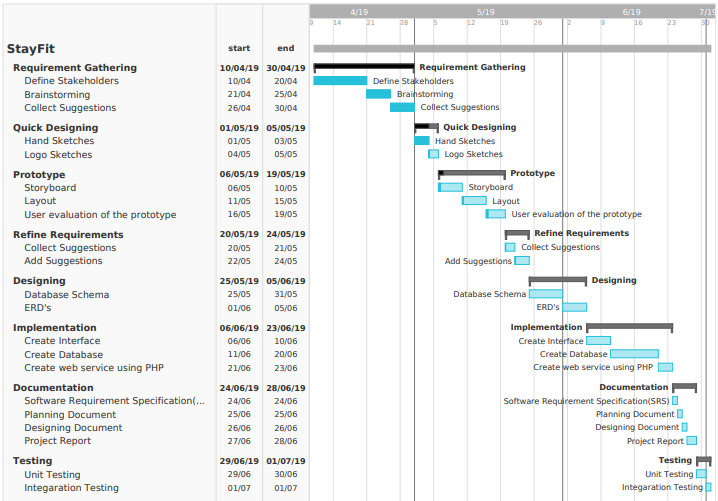 4/19 5/19 6/19 7/19
9 14 21 28 5 12 19 26 2 9 16 23 30
StayFit start end
Requirement Gathering 10/04/19 30/04/19 Requirement Gathering
Define Stakeholders 10/04 20/04 Define Stakeholders
Brainstorming 21/04 25/04 Brainstorming
Collect Suggestions 26/04 30/04 Collect Suggestions
Quick Designing 01/05/19 05/05/19 Quick Designing
Hand Sketches 01/05 03/05 Hand Sketches
Logo Sketches 04/05 05/05 Logo Sketches
Prototype 06/05/19 19/05/19 Prototype
Storyboard 06/05 10/05 Storyboard
Layout 11/05 15/05 Layout
User evaluation of the prototype 16/05 19/05 User evaluation of the prototype
Refine Requirements 20/05/19 24/05/19 Refine Requirements
Collect Suggestions 20/05 21/05 Collect Suggestions
Add Suggestions 22/05 24/05 Add Suggestions
Designing 25/05/19 05/06/19 Designing
Database Schema 25/05 31/05 Database Schema
ERD's 01/06 05/06 ERD's
Implementation 06/06/19 23/06/19 Implementation
Create Interface 06/06 10/06 Create Interface
Create Database 11/06 20/06 Create Database
Create web service using PHP 21/06 23/06 Create web service using PHP
Documentation 24/06/19 28/06/19 Documentation
Software Requirement Specification(... 24/06 24/06 Software Requirement Specification(SRS)
Planning Document 25/06 25/06 Planning Document
Designing Document 26/06 26/06 Designing Document
Project Report 27/06 28/06 Project Report
Testing 29/06/19 01/07/19 Testing
Unit Testing 29/06 30/06 Unit Testing
Integaration Testing 01/07 01/07 Integaration Testing